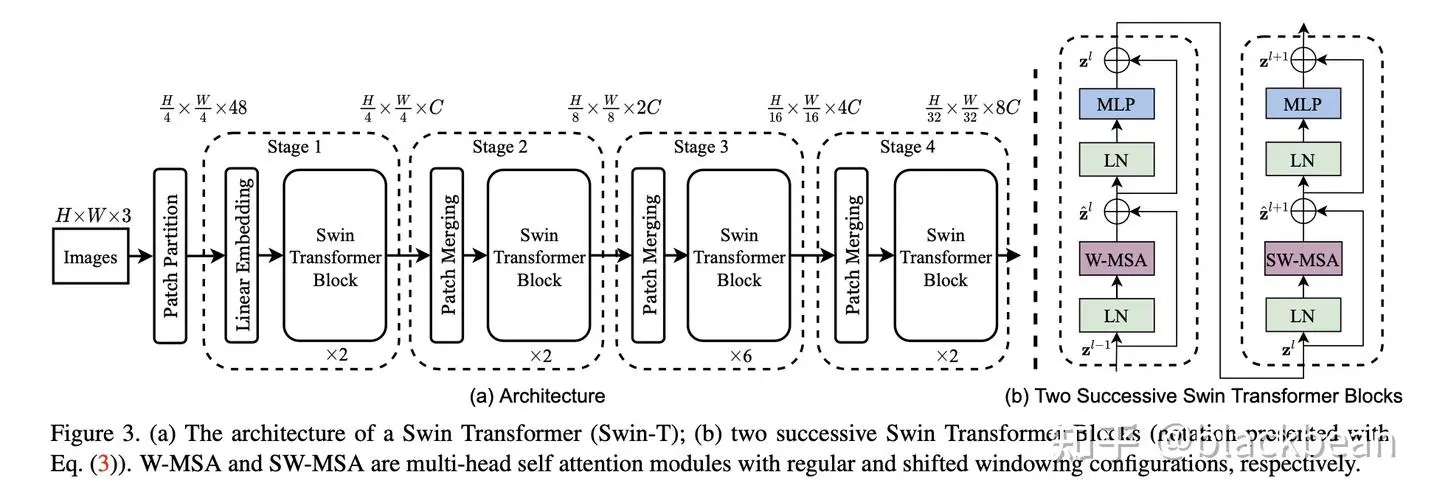 H/4 × W/4 × 48
H/4 × W/4 × C
H/8 × W/8 × 2C
H/16 × W/16 × 4C
H/32 × W/32 × 8C
Stage 1
Stage 2
Stage 3
Stage 4
H×W×3
Images
Patch Partition
Linear Embedding
Swin
Transformer
Block
×2
Patch Merging
Swin
Transformer
Block
×2
Patch Merging
Swin
Transformer
Block
×6
Patch Merging
Swin
Transformer
Block
×2
(a) Architecture
z^l
MLP
LN
ẑ^l
W-MSA
LN
z^{l-1}
z^{l+1}
MLP
LN
ẑ^{l+1}
SW-MSA
LN
z^l
(b) Two Successive Swin Transformer Blocks
Figure 3. (a) The architecture of a Swin Transformer (Swin-T); (b) two successive Swin Transformer Blocks (notation presented with
Eq. (3)). W-MSA and SW-MSA are multi-head self attention modules with regular and shifted windowing configurations, respectively.
知乎 @blackbean